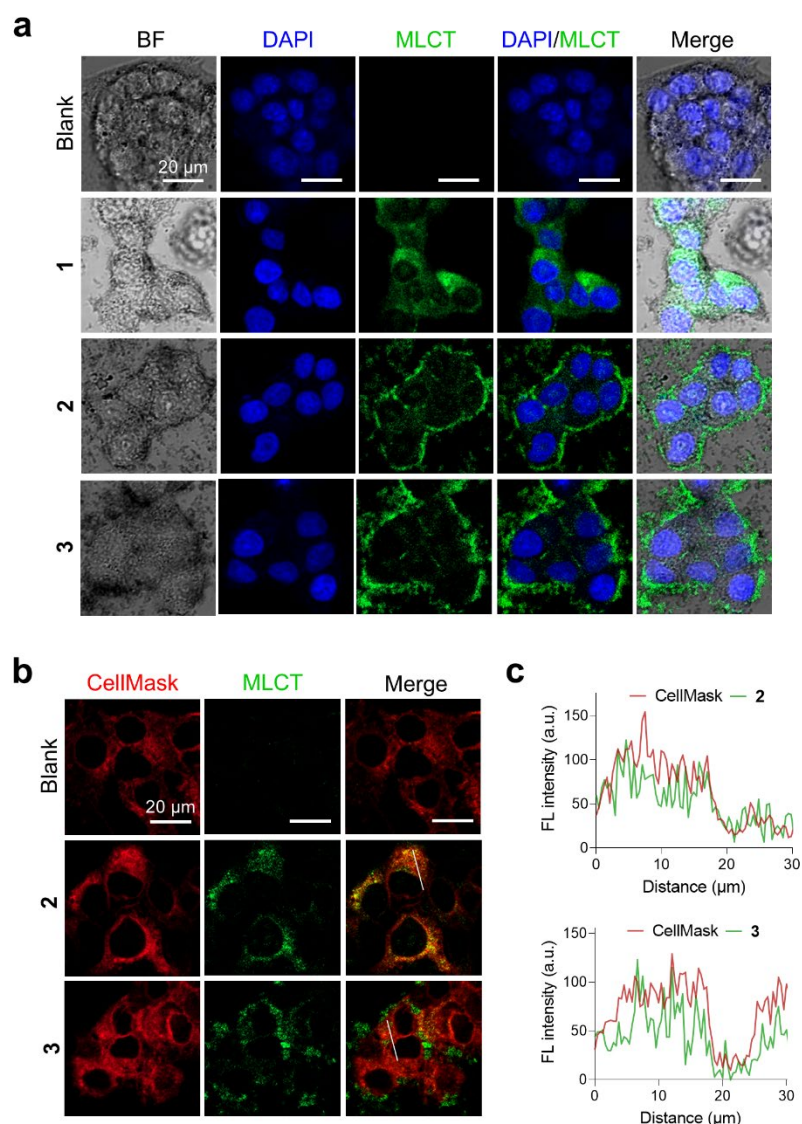 a
BF DAPI MLCT DAPI/MLCT Merge
Blank
20 µm
1
2
3
b
CellMask MLCT Merge
Blank
20 µm
2
3
c
CellMask 2
FL intensity (a.u.)
150
100
50
0
0 10 20 30
Distance (µm)
CellMask 3
FL intensity (a.u.)
150
100
50
0
0 10 20 30
Distance (µm)